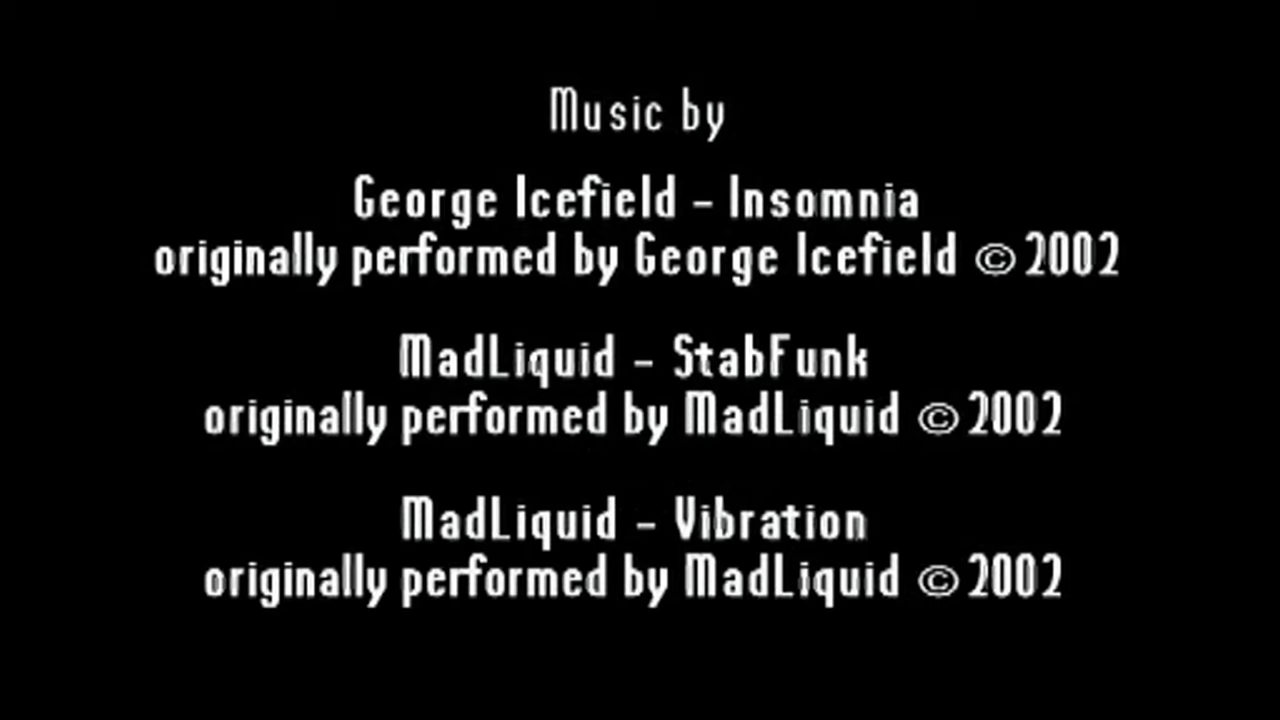 Music by
George Icefield - Insomnia
originally performed by George Icefield © 2002
MadLiquid - StabFunk
originally performed by MadLiquid © 2002
MadLiquid - Vibration
originally performed by MadLiquid © 2002